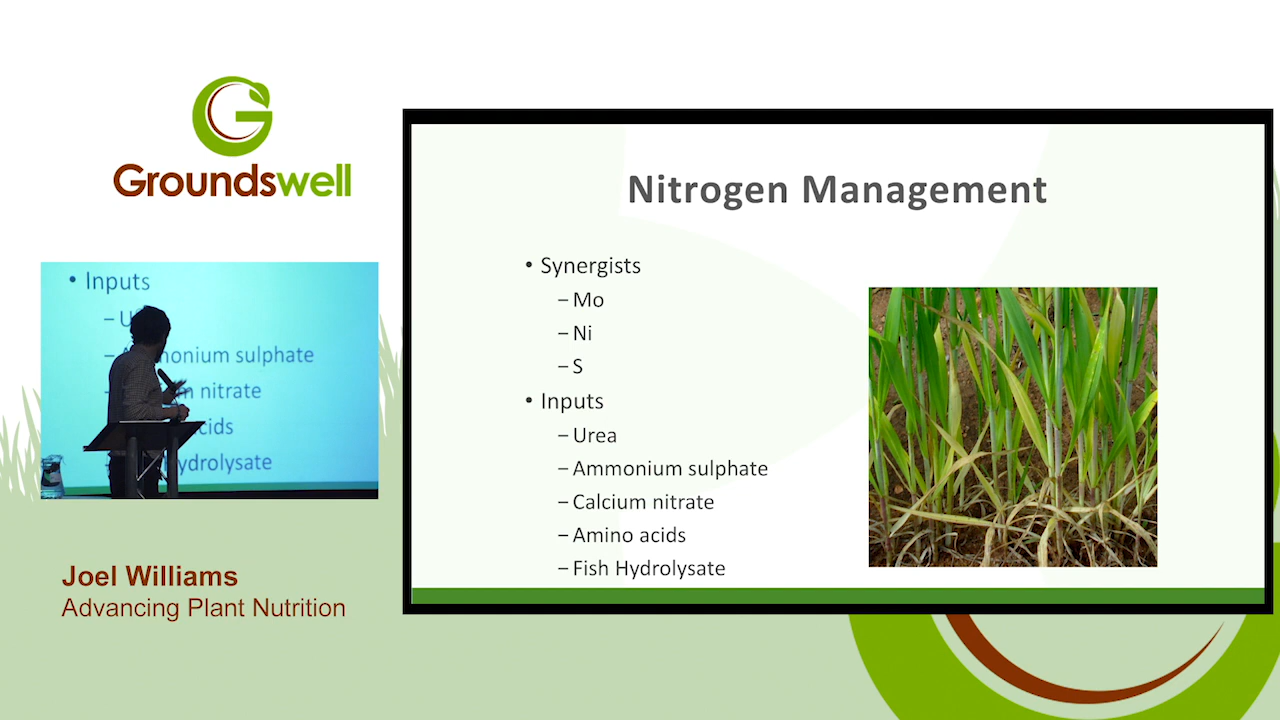 Groundswell
• Inputs
– U
– Ammonium sulphate
m nitrate
cids
ydrolysate
Joel Williams
Advancing Plant Nutrition
Nitrogen Management
• Synergists
– Mo
– Ni
– S
• Inputs
– Urea
– Ammonium sulphate
– Calcium nitrate
– Amino acids
– Fish Hydrolysate